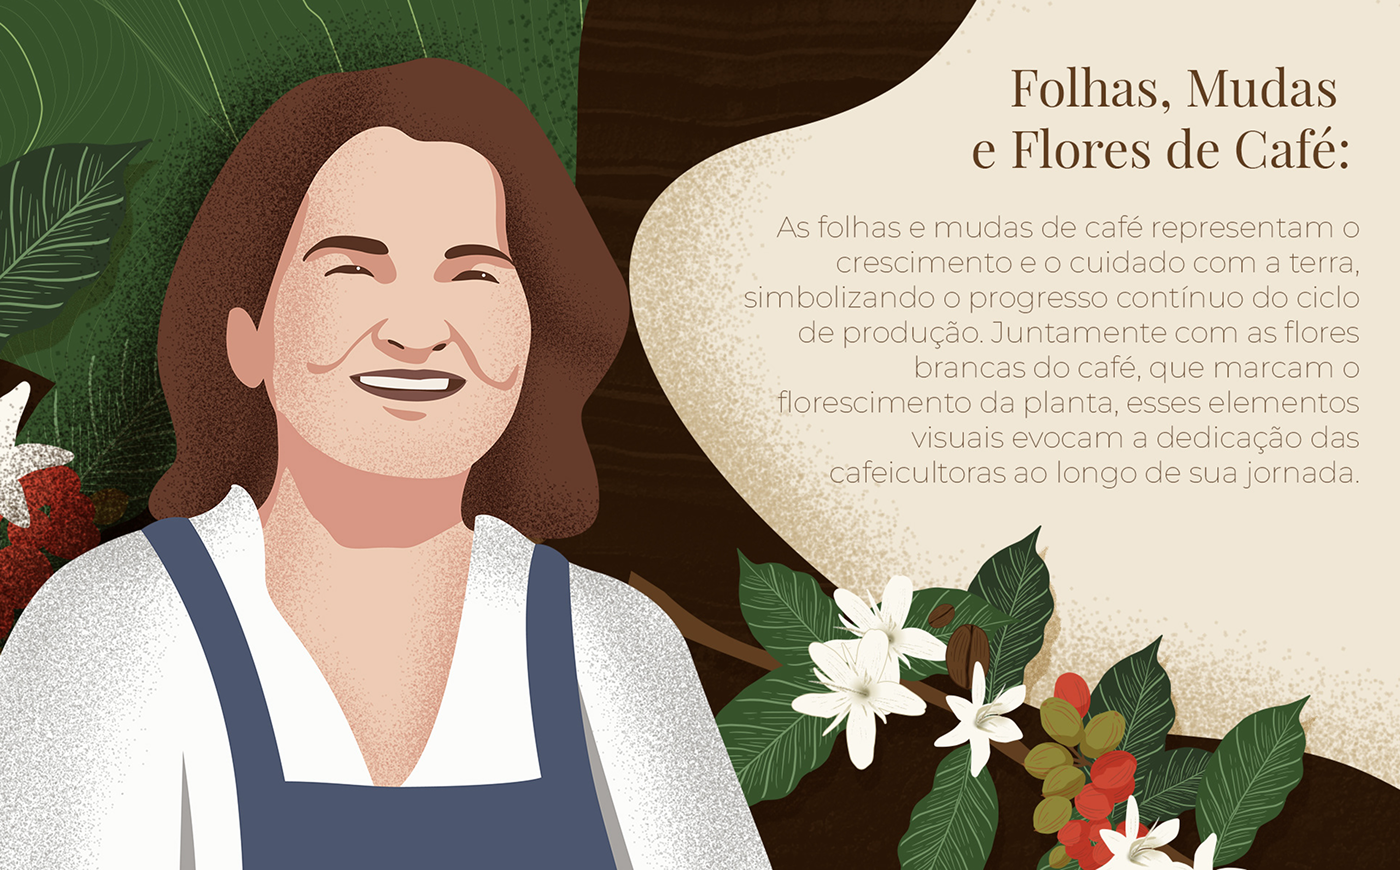 Folhas, Mudas
e Flores de Café:
As folhas e mudas de café representam o
crescimento e o cuidado com a terra,
simbolizando o progresso contínuo do ciclo
de produção. Juntamente com as flores
brancas do café, que marcam o
florescimento da planta, esses elementos
visuais evocam a dedicação das
cafeicultoras ao longo de sua jornada.